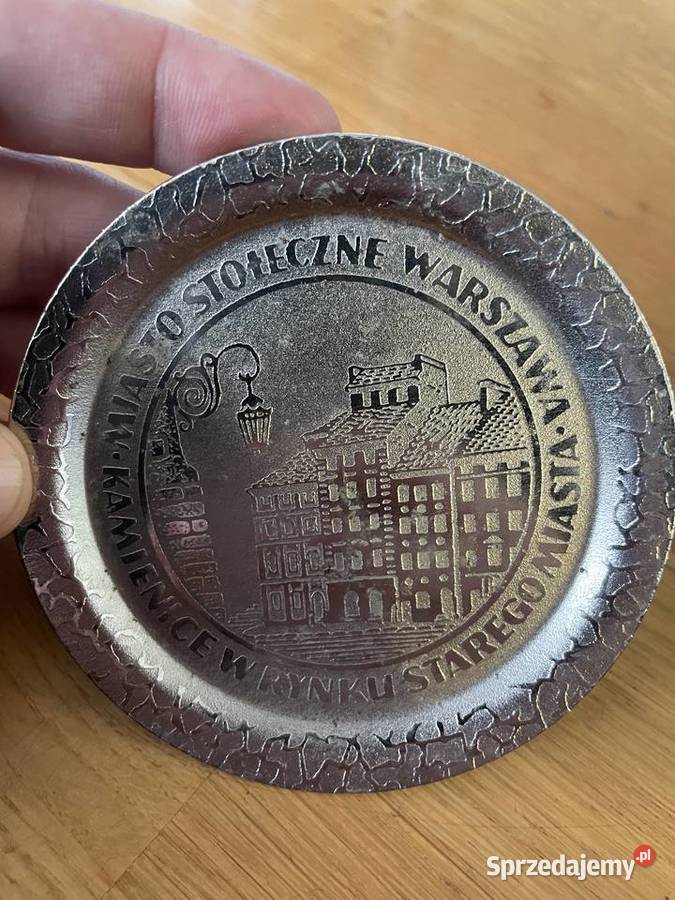 MIASTO STOŁECZNE WARSZAWA ·
KAMIENICE W RYNKU STAREGO MIASTA ·
Sprzedajemy.pl